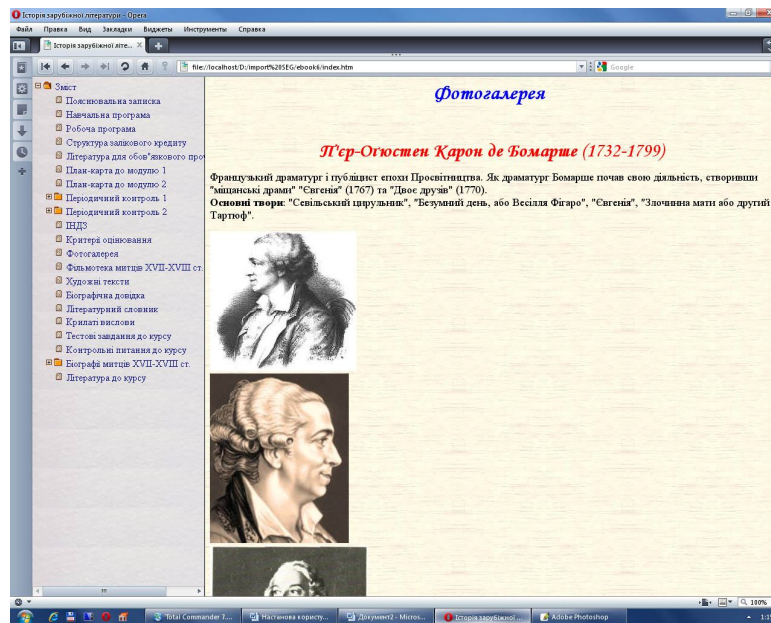 Історія зарубіжної літератури - Opera
Файл Правка Вид Закладки Виджеты Инструменты Справка
Історія зарубіжної літе...
file://localhost/D:/import%20SEG/ebook6/index.htm
Google
Зміст
Пояснювальна записка
Навчальна програма
Робоча програма
Структура залікового кредиту
Література для обов"язкового про
План-карта до модулю 1
План-карта до модулю 2
Періодичний контроль 1
Періодичний контроль 2
ІНДЗ
Критерії оцінювання
Фотогалерея
Фільмотека митців XVII-XVIII ст.
Художні тексти
Біографічна довідка
Літературний словник
Крилаті вислови
Тестові завдання до курсу
Контрольні питання до курсу
Біографії митців XVII-XVIII ст.
Література до курсу
Фотогалерея
П'єр-Оґюстен Карон де Бомарше (1732-1799)
Французький драматург і публіцист епохи Просвітництва. Як драматург Бомарше почав свою діяльність, створивши
"міщанські драми" "Євгенія" (1767) та "Двоє друзів" (1770).
Основні твори: "Севільський цирульник", "Безумний день, або Весілля Фігаро", "Євгенія", "Злочинна мати або другий
Тартюф".
100%
Total Commander 7....
Настанова користу...
Документ2 - Micros...
Історія зарубіжної ...
Adobe Photoshop